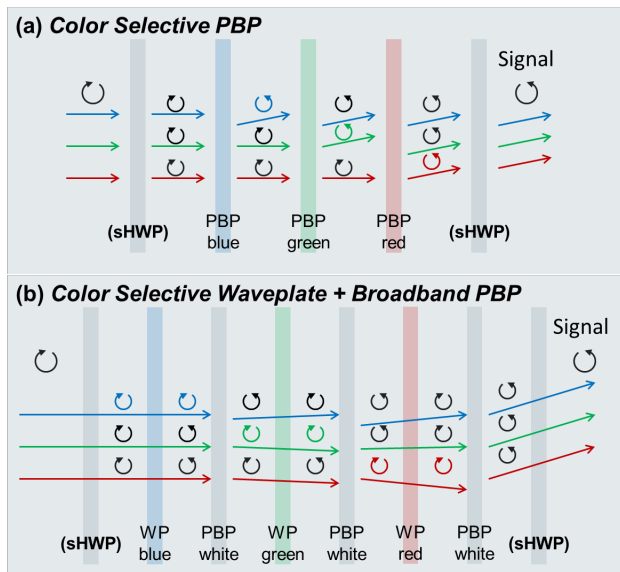 (a) Color Selective PBP
Signal
(sHWP)
PBP
blue
PBP
green
PBP
red
(sHWP)
(b) Color Selective Waveplate + Broadband PBP
Signal
(sHWP)
WP
blue
PBP
white
WP
green
PBP
white
WP
red
PBP
white
(sHWP)